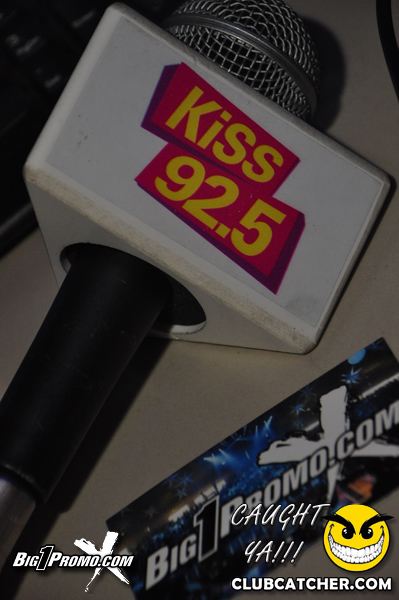 KiSS
92.5
BIG1PROMO.COM
CAUGHT
YA!!!
BIG1PROMO.COM X
CLUBCATCHER.COM